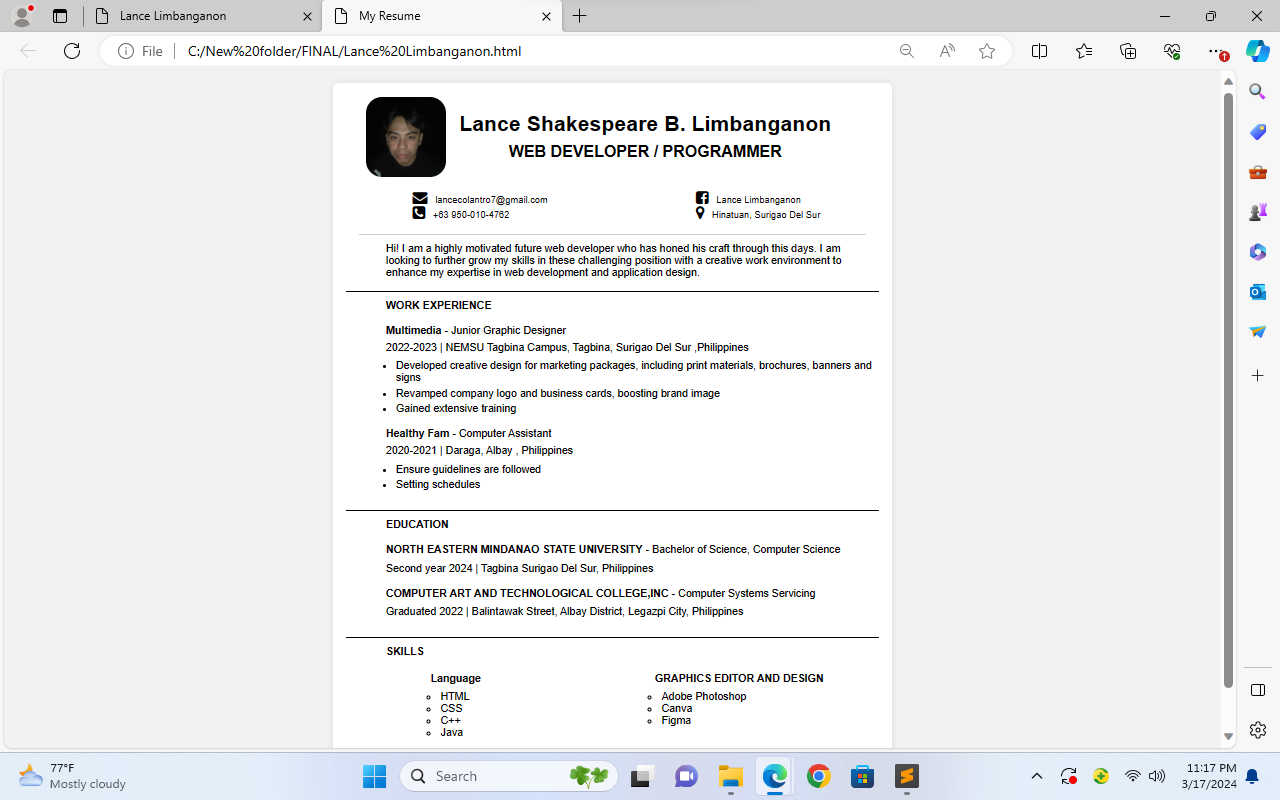 Lance Limbanganon
My Resume
File
C:/New%20folder/FINAL/Lance%20Limbanganon.html
Lance Shakespeare B. Limbanganon
WEB DEVELOPER / PROGRAMMER
lancecolantro7@gmail.com
Lance Limbanganon
+63 950-010-4762
Hinatuan, Surigao Del Sur
Hi! I am a highly motivated future web developer who has honed his craft through this days. I am
looking to further grow my skills in these challenging position with a creative work environment to
enhance my expertise in web development and application design.
WORK EXPERIENCE
Multimedia - Junior Graphic Designer
2022-2023 | NEMSU Tagbina Campus, Tagbina, Surigao Del Sur ,Philippines
• Developed creative design for marketing packages, including print materials, brochures, banners and
signs
• Revamped company logo and business cards, boosting brand image
• Gained extensive training
Healthy Fam - Computer Assistant
2020-2021 | Daraga, Albay , Philippines
• Ensure guidelines are followed
• Setting schedules
EDUCATION
NORTH EASTERN MINDANAO STATE UNIVERSITY - Bachelor of Science, Computer Science
Second year 2024 | Tagbina Surigao Del Sur, Philippines
COMPUTER ART AND TECHNOLOGICAL COLLEGE,INC - Computer Systems Servicing
Graduated 2022 | Balintawak Street, Albay District, Legazpi City, Philippines
SKILLS
Language
HTML
CSS
C++
Java
GRAPHICS EDITOR AND DESIGN
Adobe Photoshop
Canva
Figma
77°F
Mostly cloudy
Search
11:17 PM
3/17/2024